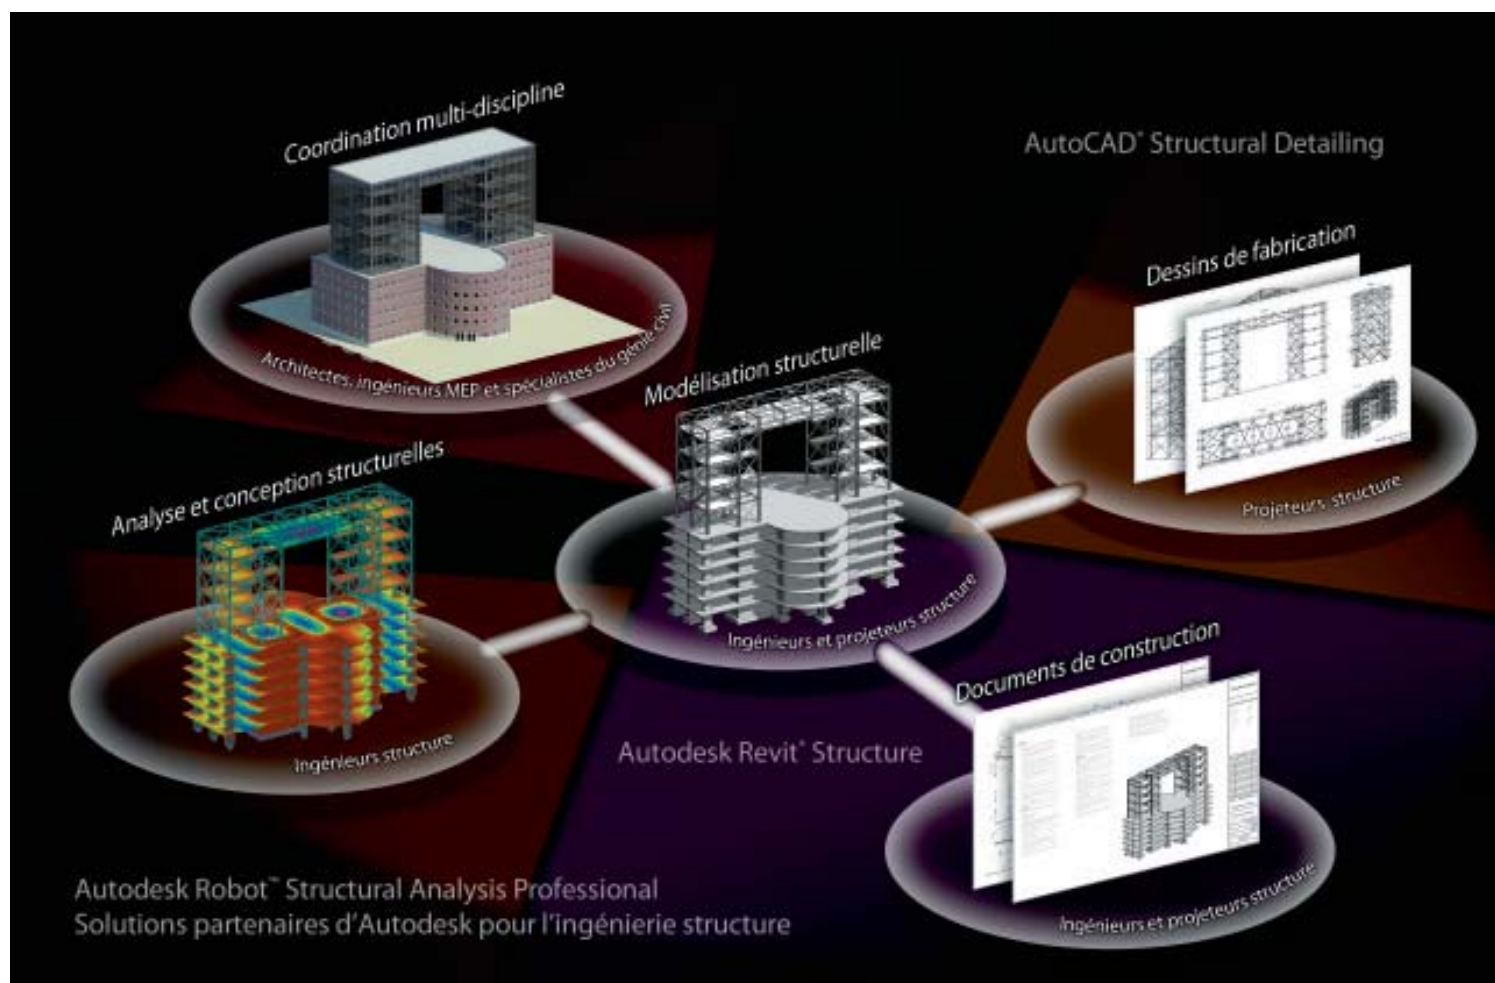 Coordination multi-discipline
AutoCAD® Structural Detailing
Dessins de fabrication
Architectes, ingénieurs MEP et spécialistes du génie civil
Modélisation structurelle
Analyse et conception structurelles
Projeteurs structure
Ingénieurs et projeteurs structure
Documents de construction
Ingénieurs structure
Autodesk Revit® Structure
Autodesk Robot™ Structural Analysis Professional
Solutions partenaires d'Autodesk pour l'ingénierie structure
Ingénieurs et projeteurs structure